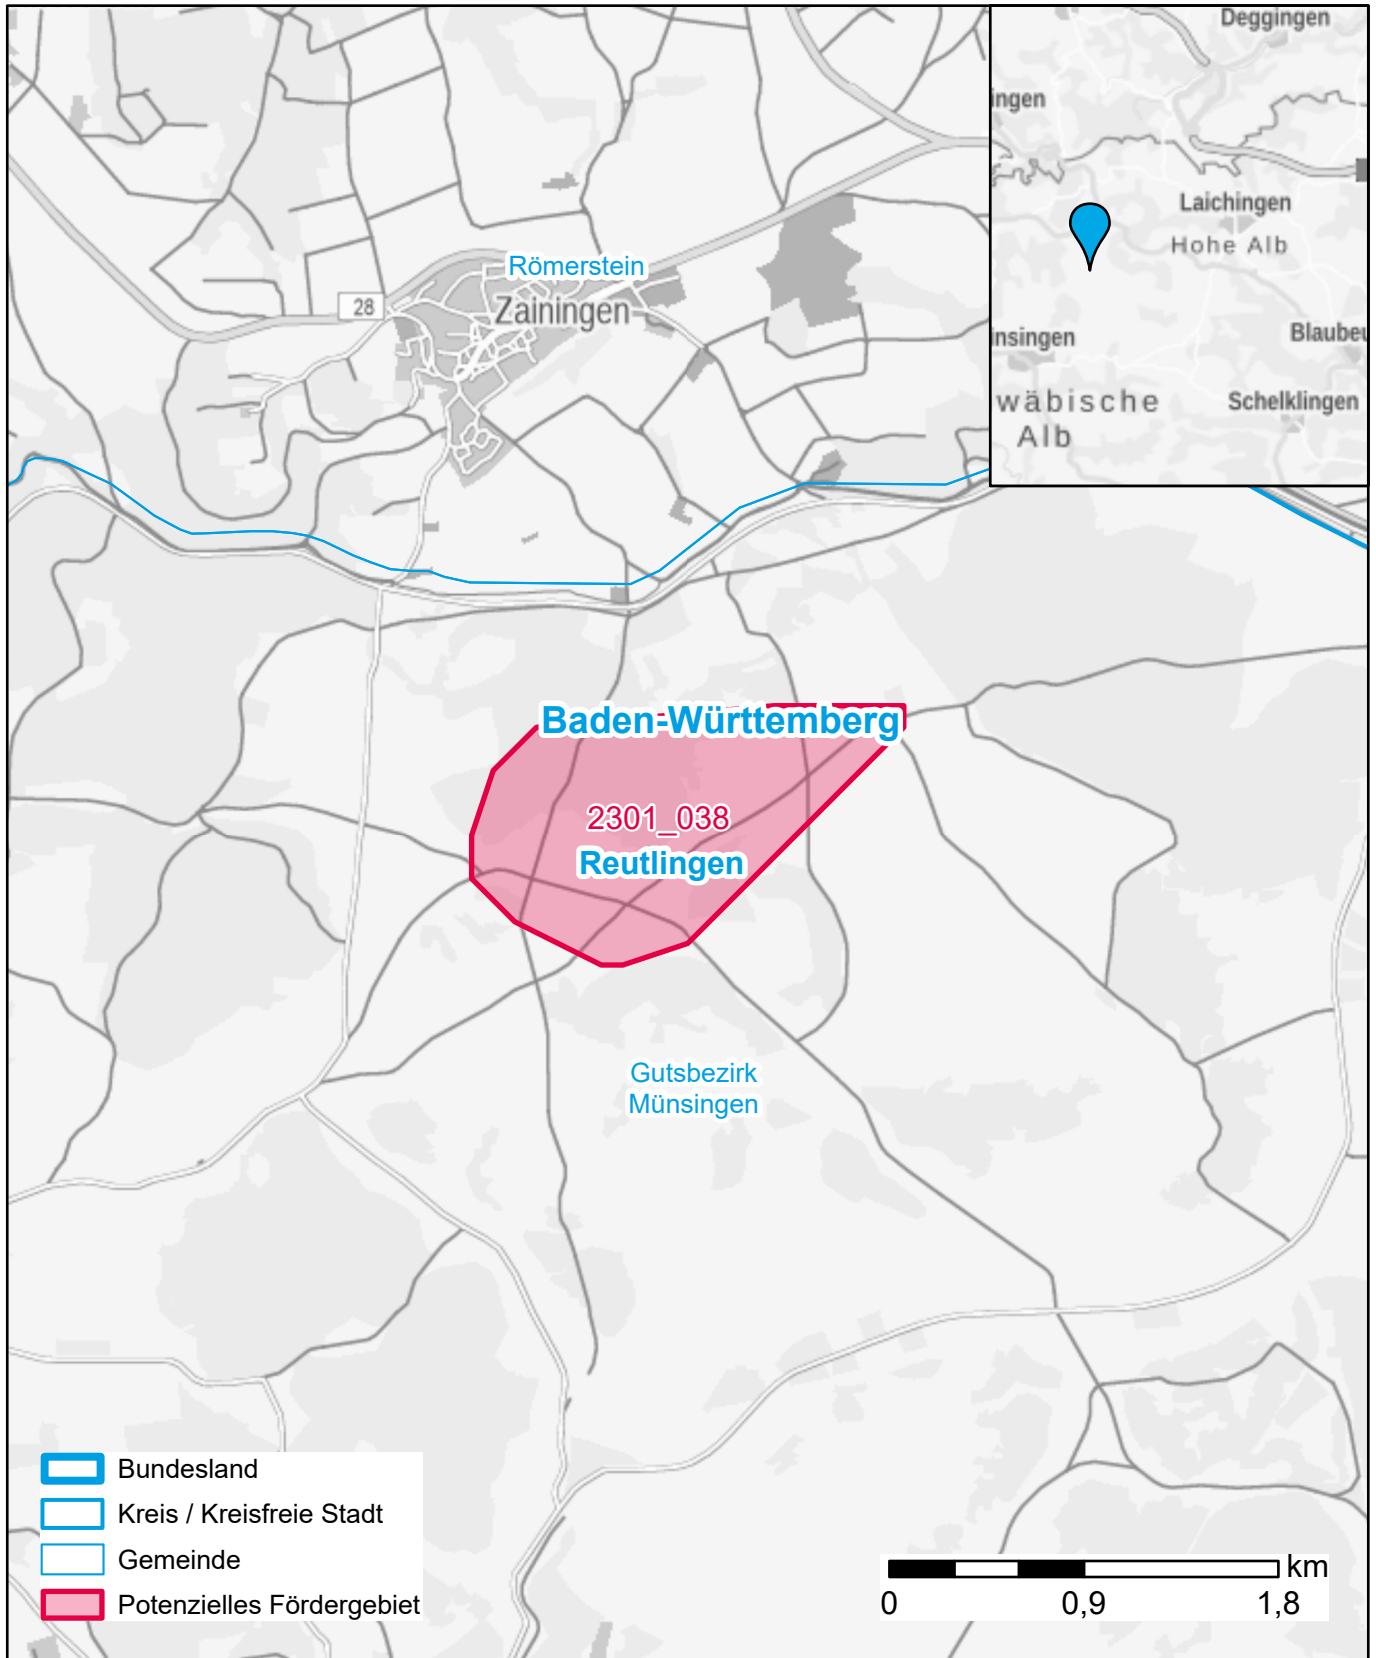 Deggingen
ingen
Laichingen
Hohe Alb
insingen
Blaubeu
wäbische
Alb
Schelklingen
Römerstein
Zainingen
28
Baden-Württemberg
2301_038
Reutlingen
Gutsbezirk
Münsingen
Bundesland
Kreis / Kreisfreie Stadt
Gemeinde
Potenzielles Fördergebiet
km
0 0,9 1,8